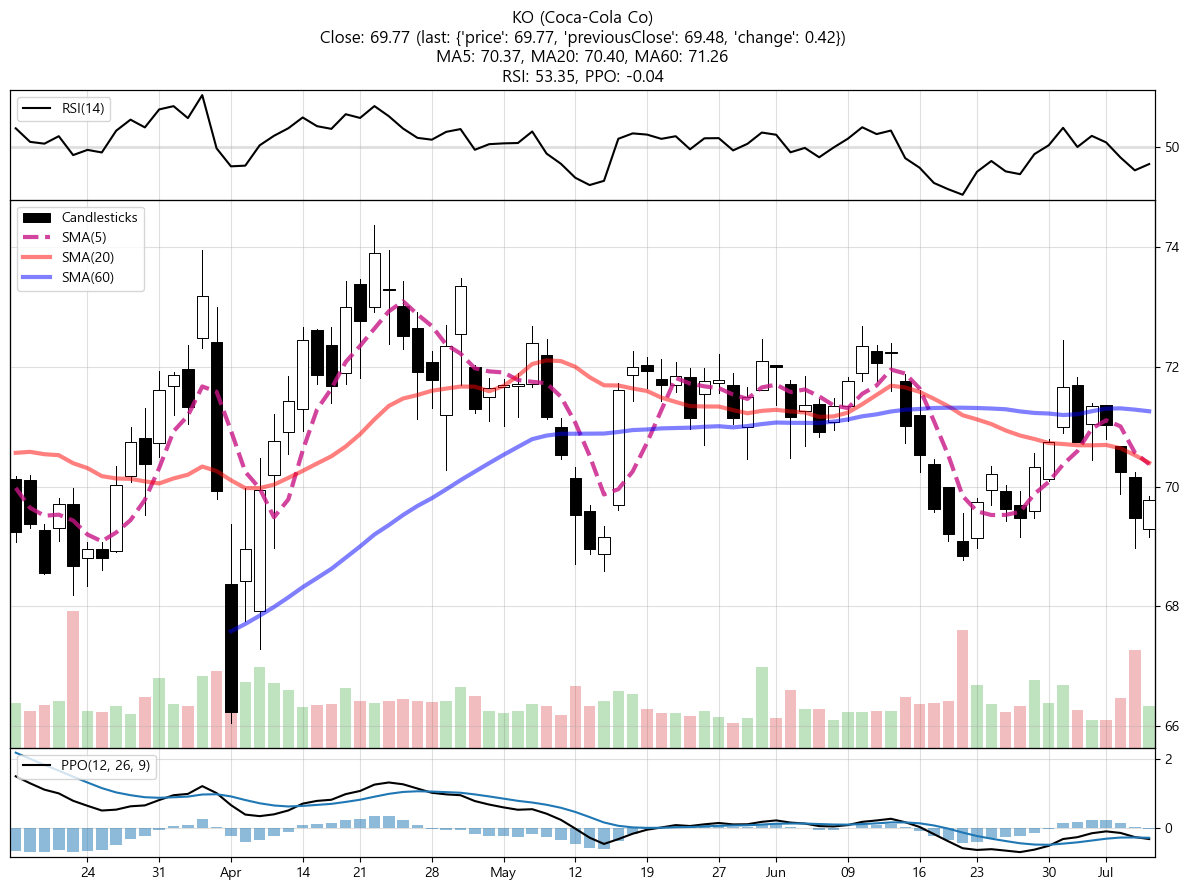 KO (Coca-Cola Co)
Close: 69.77 (last: {'price': 69.77, 'previousClose': 69.48, 'change': 0.42})
MA5: 70.37, MA20: 70.40, MA60: 71.26
RSI: 53.35, PPO: -0.04
RSI(14)
50
Candlesticks
SMA(5)
SMA(20)
SMA(60)
74
72
70
68
66
PPO(12, 26, 9)
2
0
24 31 Apr 14 21 28 May 12 19 27 Jun 09 16 23 30 Jul